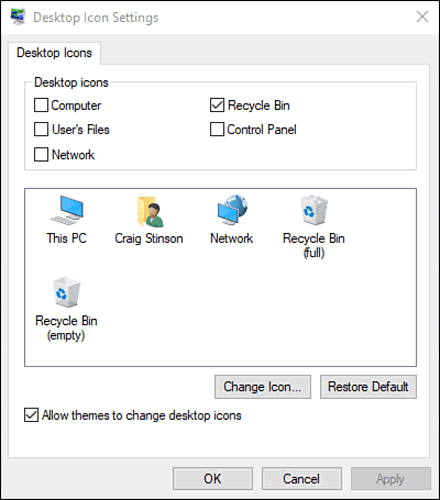 Desktop Icon Settings
Desktop Icons
Desktop icons
Computer
Recycle Bin
User's Files
Control Panel
Network
This PC
Craig Stinson
Network
Recycle Bin
(full)
Recycle Bin
(empty)
Change Icon...
Restore Default
Allow themes to change desktop icons
OK
Cancel
Apply